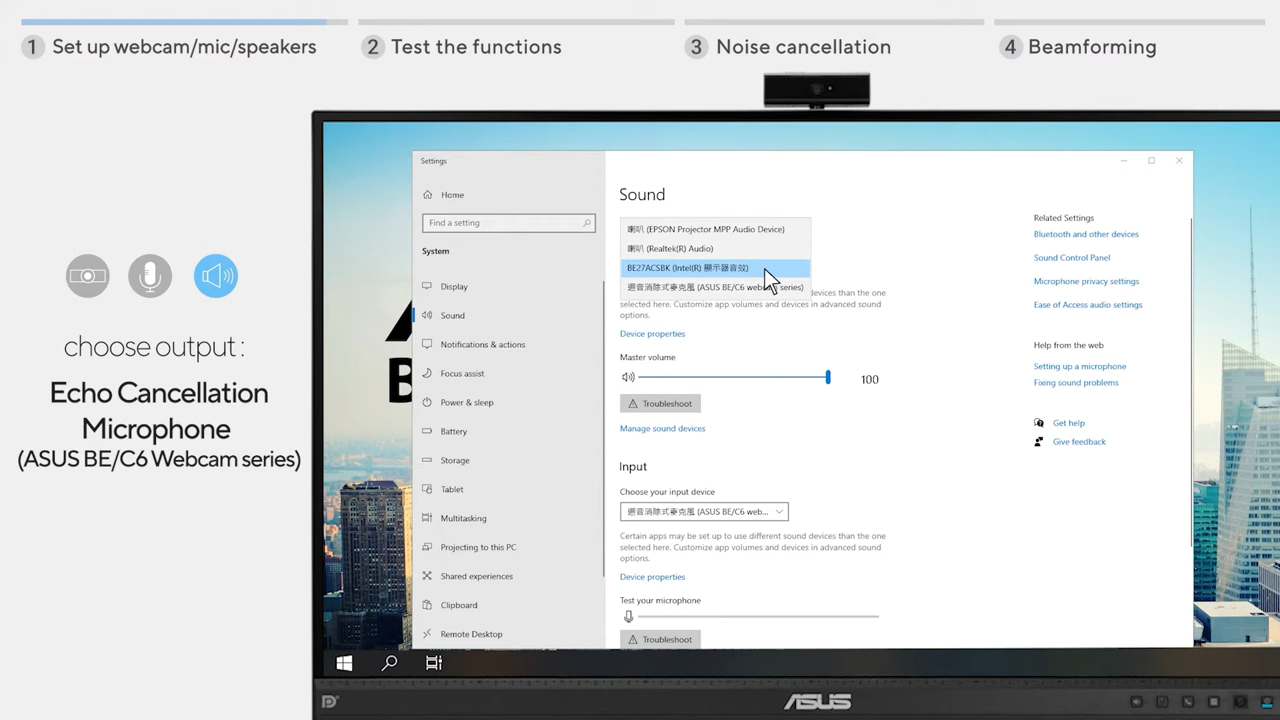 1 Set up webcam/mic/speakers
2 Test the functions
3 Noise cancellation
4 Beamforming
choose output :
Echo Cancellation
Microphone
(ASUS BE/C6 Webcam series)
Settings
Home
Find a setting
System
Display
Sound
Notifications & actions
Focus assist
Power & sleep
Battery
Storage
Tablet
Multitasking
Projecting to this PC
Shared experiences
Clipboard
Remote Desktop
Sound
喇叭 (EPSON Projector MPP Audio Device)
喇叭 (Realtek(R) Audio)
BE27ACSBK (Intel(R) 顯示器音效)
迴音消除式麥克風 (ASUS BE/C6 web series)
devices than the one
selected here. Customize app volumes and devices in advanced sound
options.
Device properties
Master volume
100
Troubleshoot
Manage sound devices
Input
Choose your input device
迴音消除式麥克風 (ASUS BE/C6 web...
Certain apps may be set up to use different sound devices than the one
selected here. Customize app volumes and devices in advanced sound
options.
Device properties
Test your microphone
Troubleshoot
Related Settings
Bluetooth and other devices
Sound Control Panel
Microphone privacy settings
Ease of Access audio settings
Help from the web
Setting up a microphone
Fixing sound problems
Get help
Give feedback
B
ASUS